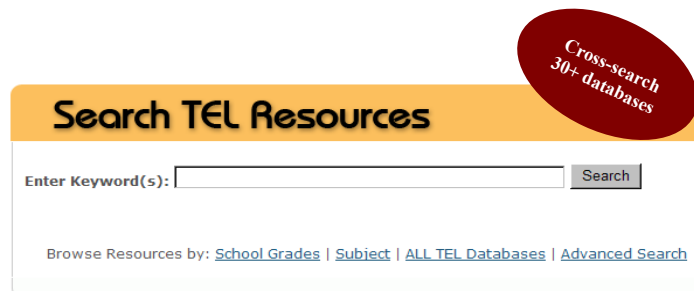 Cross-search
30+ databases
Search TEL Resources
Enter Keyword(s): Search
Browse Resources by: School Grades | Subject | ALL TEL Databases | Advanced Search